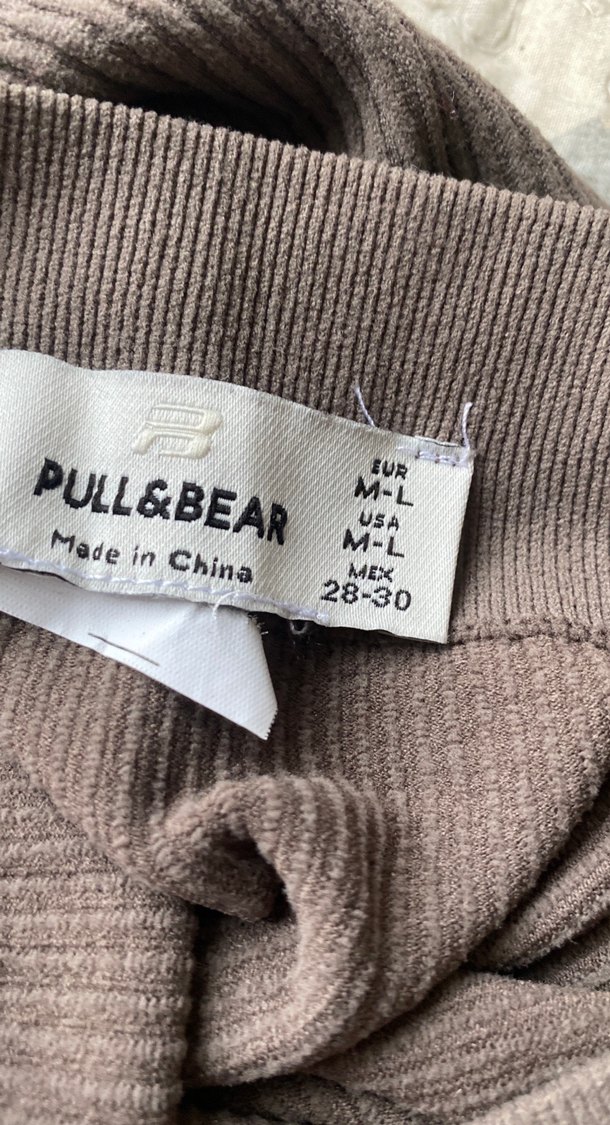 PULL&BEAR
Made in China
EUR
M-L
USA
M-L
MEX
28-30